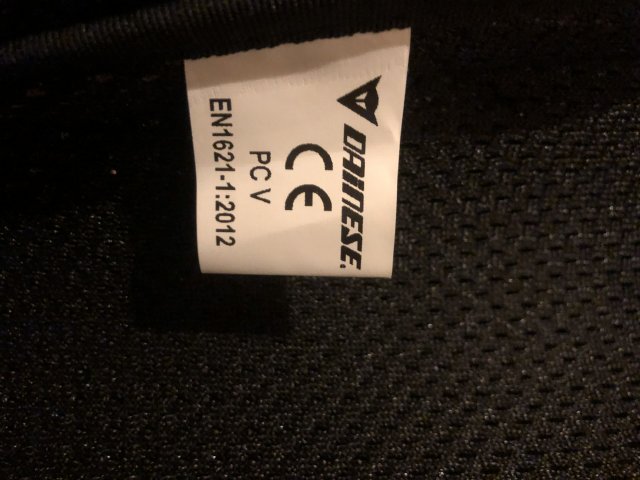 DAINESE
CE
PC V
EN1621-1:2012